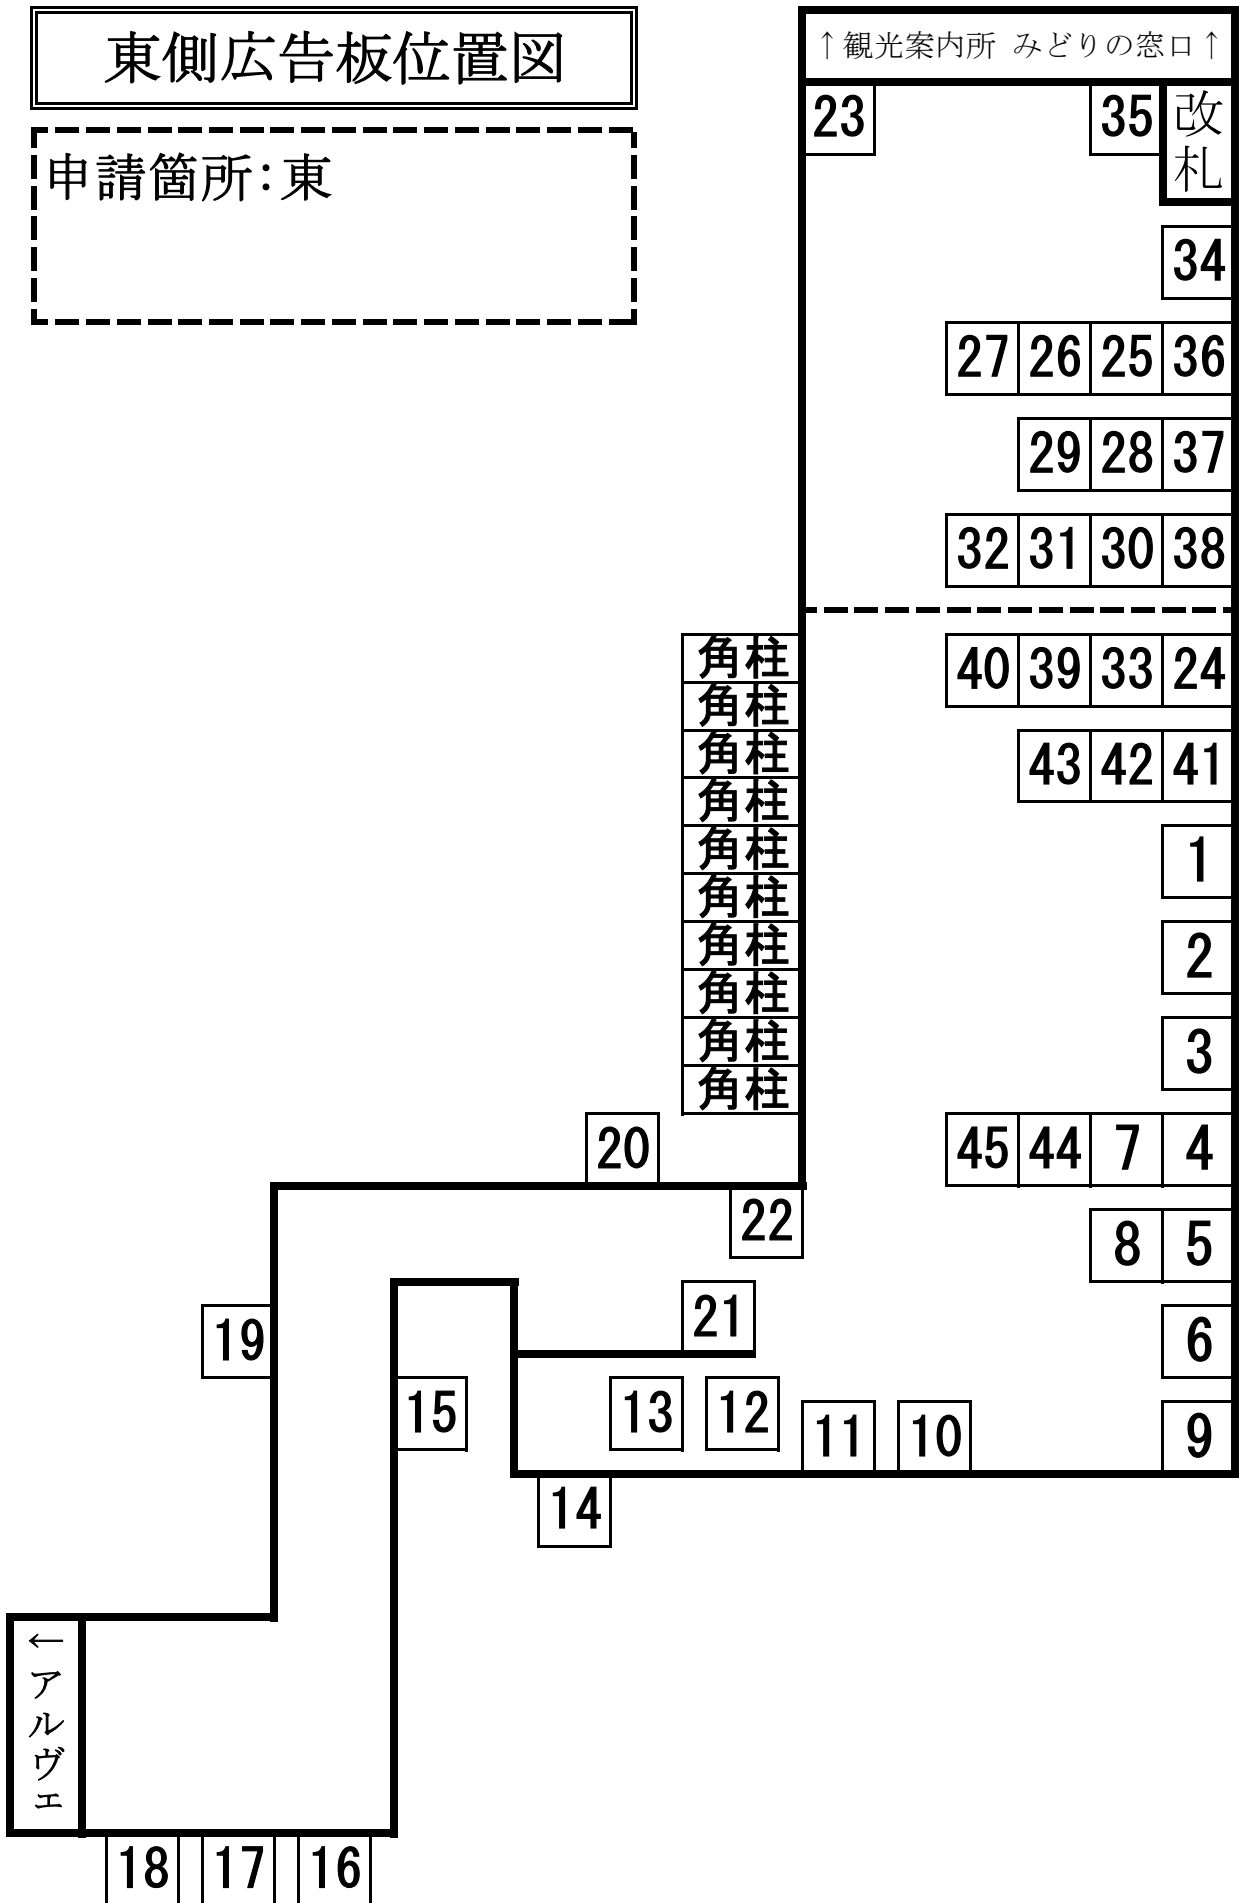 東側広告板位置図
↑観光案内所 みどりの窓口↑
申請箇所:東
23
35
改札
34
27 26 25 36
29 28 37
32 31 30 38
角柱
40 39 33 24
角柱
角柱
43 42 41
角柱
角柱
1
角柱
角柱
2
角柱
角柱
3
角柱
20
45 44 7 4
22
8 5
21
19
6
15
13
12
11
10
9
14
←アルヴェ
18
17
16